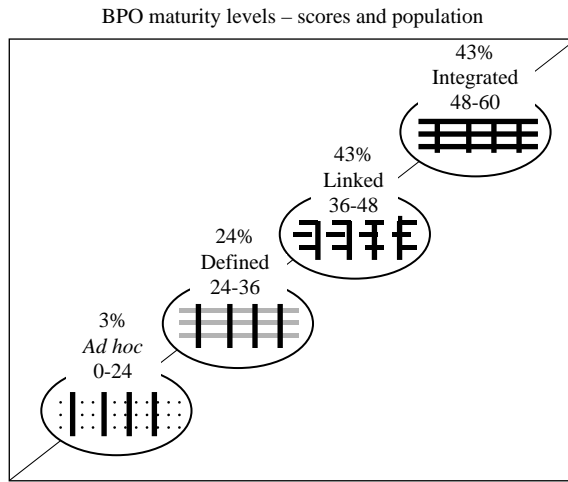 BPO maturity levels – scores and population
43%
Integrated
48-60
43%
Linked
36-48
24%
Defined
24-36
3%
Ad hoc
0-24